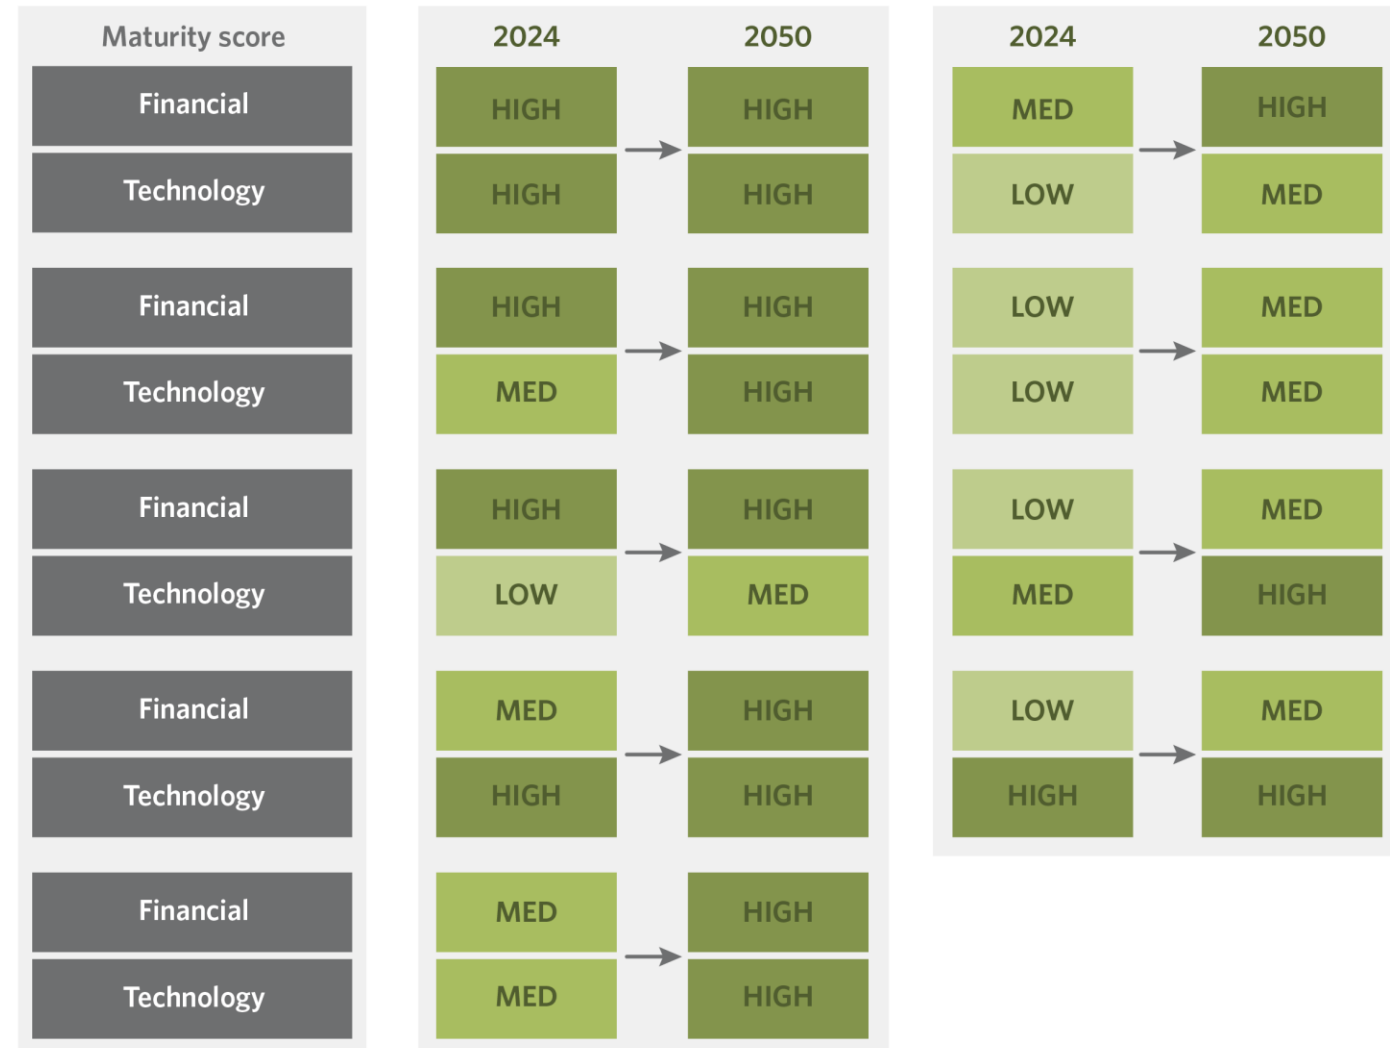 Maturity score 2024 2050 2024 2050
Financial HIGH HIGH MED HIGH
Technology HIGH HIGH LOW MED
Financial HIGH HIGH LOW MED
Technology MED HIGH LOW MED
Financial HIGH HIGH LOW MED
Technology LOW MED MED HIGH
Financial MED HIGH LOW MED
Technology HIGH HIGH HIGH HIGH
Financial MED HIGH
Technology MED HIGH